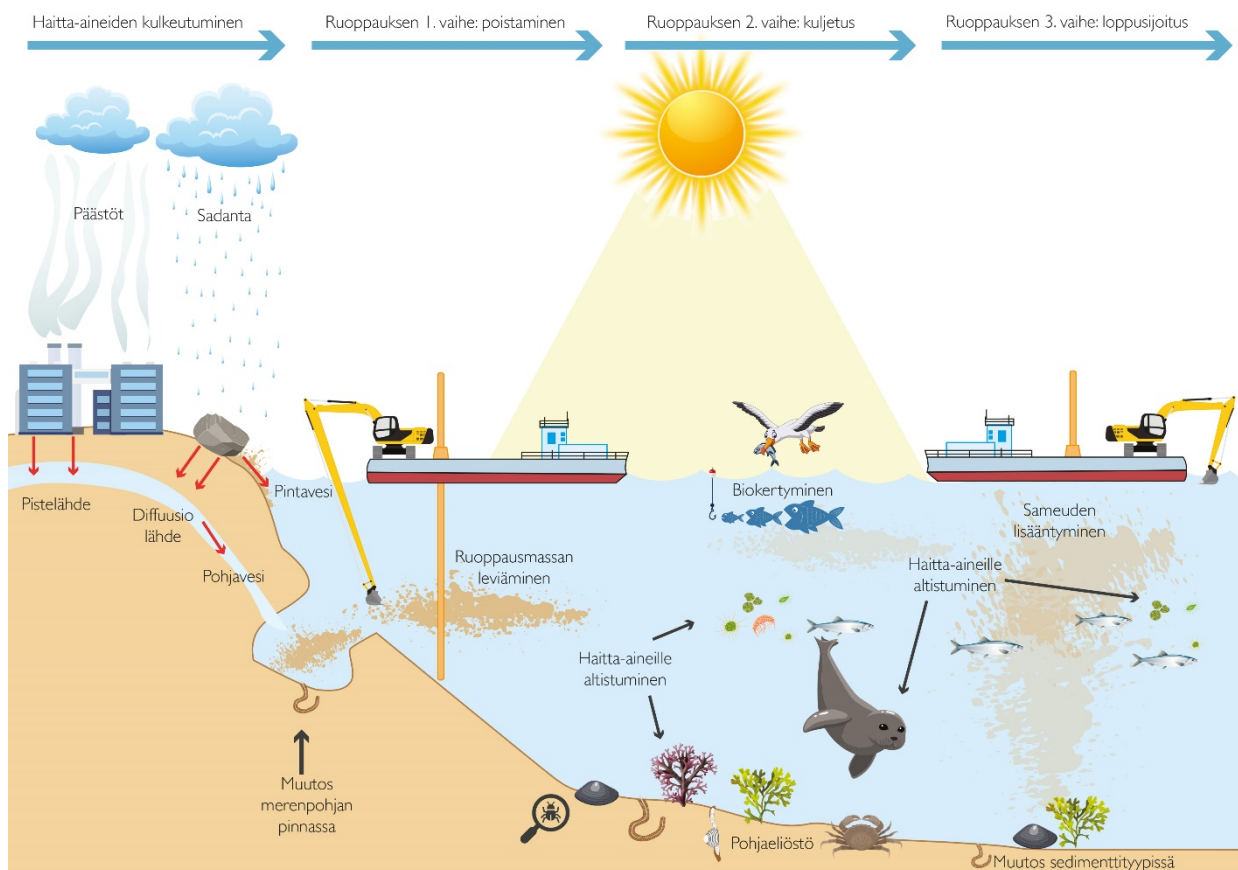 Haitta-aineiden kulkeutuminen
Ruoppauksen 1. vaihe: poistaminen
Ruoppauksen 2. vaihe: kuljetus
Ruoppauksen 3. vaihe: loppusijoitus
Päästöt
Sadanta
Pistelähde
Diffuusio
lähde
Pintavesi
Pohjavesi
Ruoppausmassan
leviäminen
Biokertyminen
Sameuden
lisääntyminen
Haitta-aineille
altistuminen
Haitta-aineille
altistuminen
Muutos
merenpohjan
pinnassa
Pohjaeliöstö
Muutos sedimenttityypissä